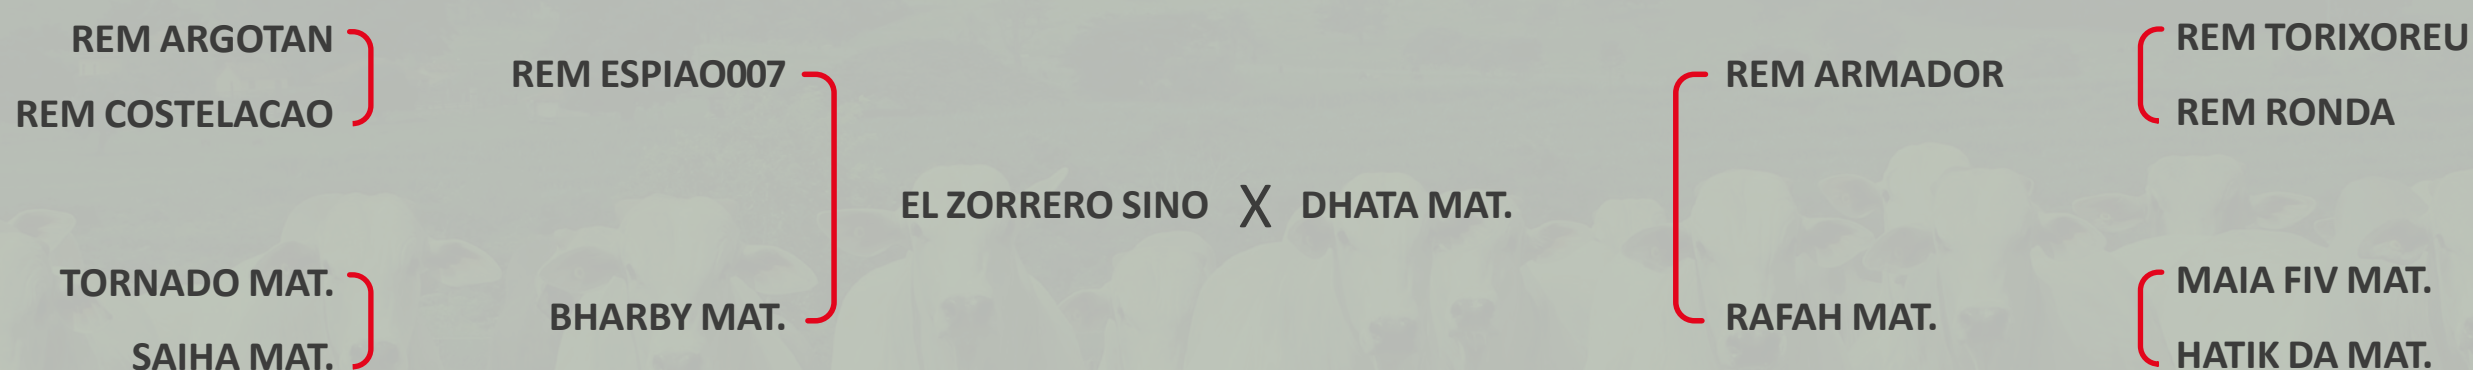 REM ARGOTAN
REM COSTELACAO
REM ESPIAO007
TORNADO MAT.
SAIHA MAT.
BHARBY MAT.
EL ZORRERO SINO X DHATA MAT.
REM ARMADOR
REM TORIXOREU
REM RONDA
RAFAH MAT.
MAIA FIV MAT.
HATIK DA MAT.